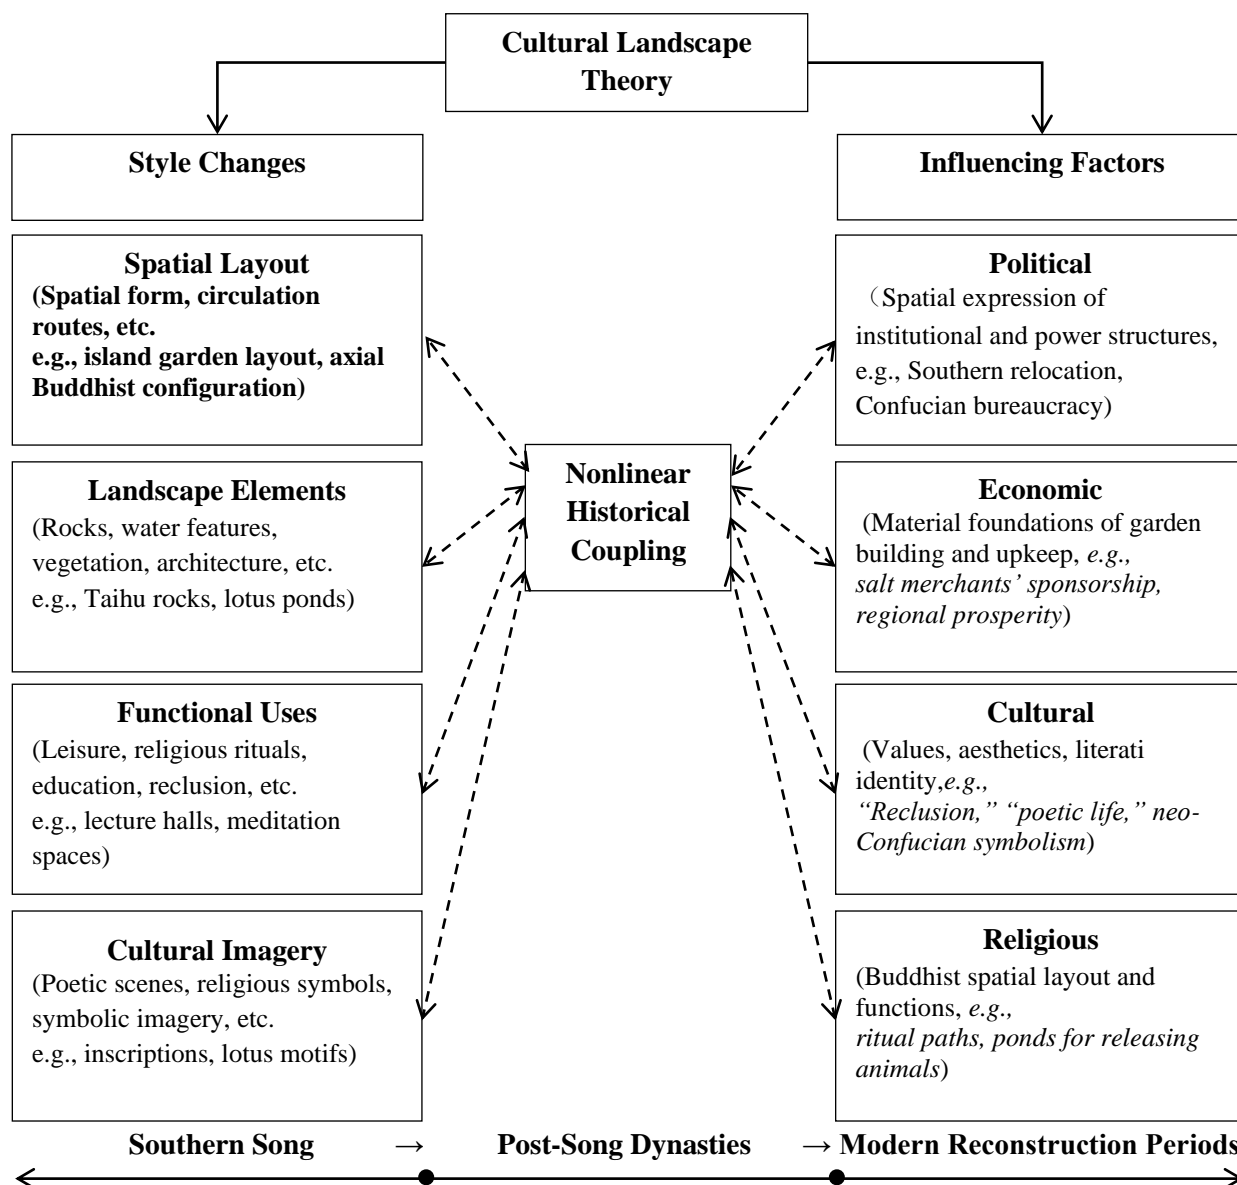 Cultural Landscape
Theory
Style Changes
Influencing Factors
Spatial Layout
(Spatial form, circulation
routes, etc.
e.g., island garden layout, axial
Buddhist configuration)
Landscape Elements
(Rocks, water features,
vegetation, architecture, etc.
e.g., Taihu rocks, lotus ponds)
Functional Uses
(Leisure, religious rituals,
education, reclusion, etc.
e.g., lecture halls, meditation
spaces)
Cultural Imagery
(Poetic scenes, religious symbols,
symbolic imagery, etc.
e.g., inscriptions, lotus motifs)
Nonlinear
Historical
Coupling
Political
（Spatial expression of
institutional and power structures,
e.g., Southern relocation,
Confucian bureaucracy)
Economic
(Material foundations of garden
building and upkeep, e.g.,
salt merchants’ sponsorship,
regional prosperity)
Cultural
(Values, aesthetics, literati
identity,e.g.,
“Reclusion,” “poetic life,” neo-
Confucian symbolism)
Religious
(Buddhist spatial layout and
functions, e.g.,
ritual paths, ponds for releasing
animals)
Southern Song → Post-Song Dynasties → Modern Reconstruction Periods